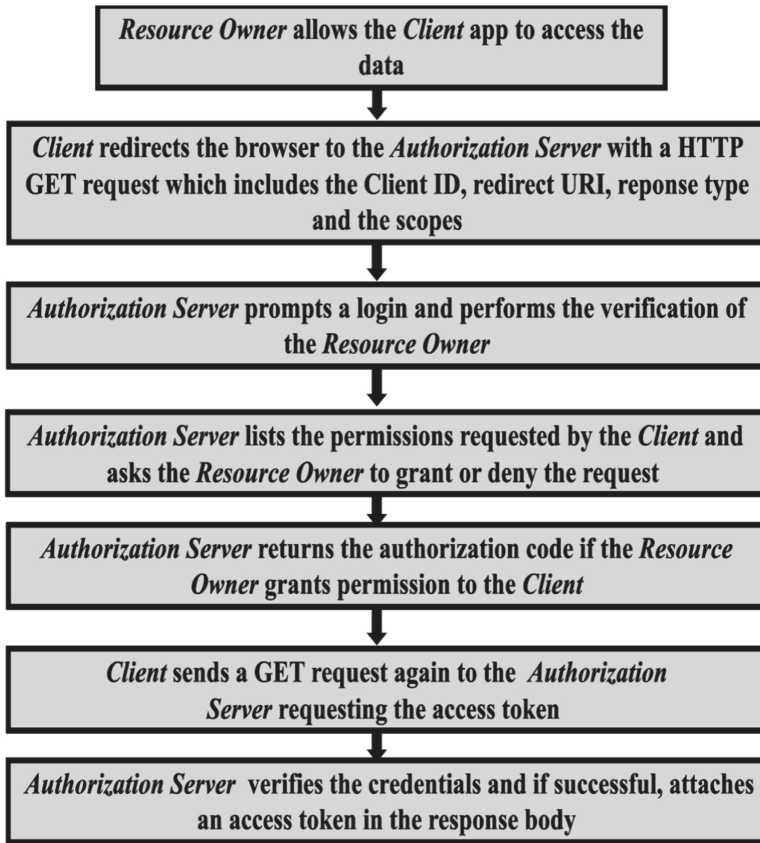 Resource Owner allows the Client app to access the
data
Client redirects the browser to the Authorization Server with a HTTP
GET request which includes the Client ID, redirect URI, reponse type
and the scopes
Authorization Server prompts a login and performs the verification of
the Resource Owner
Authorization Server lists the permissions requested by the Client and
asks the Resource Owner to grant or deny the request
Authorization Server returns the authorization code if the Resource
Owner grants permission to the Client
Client sends a GET request again to the Authorization
Server requesting the access token
Authorization Server verifies the credentials and if successful, attaches
an access token in the response body